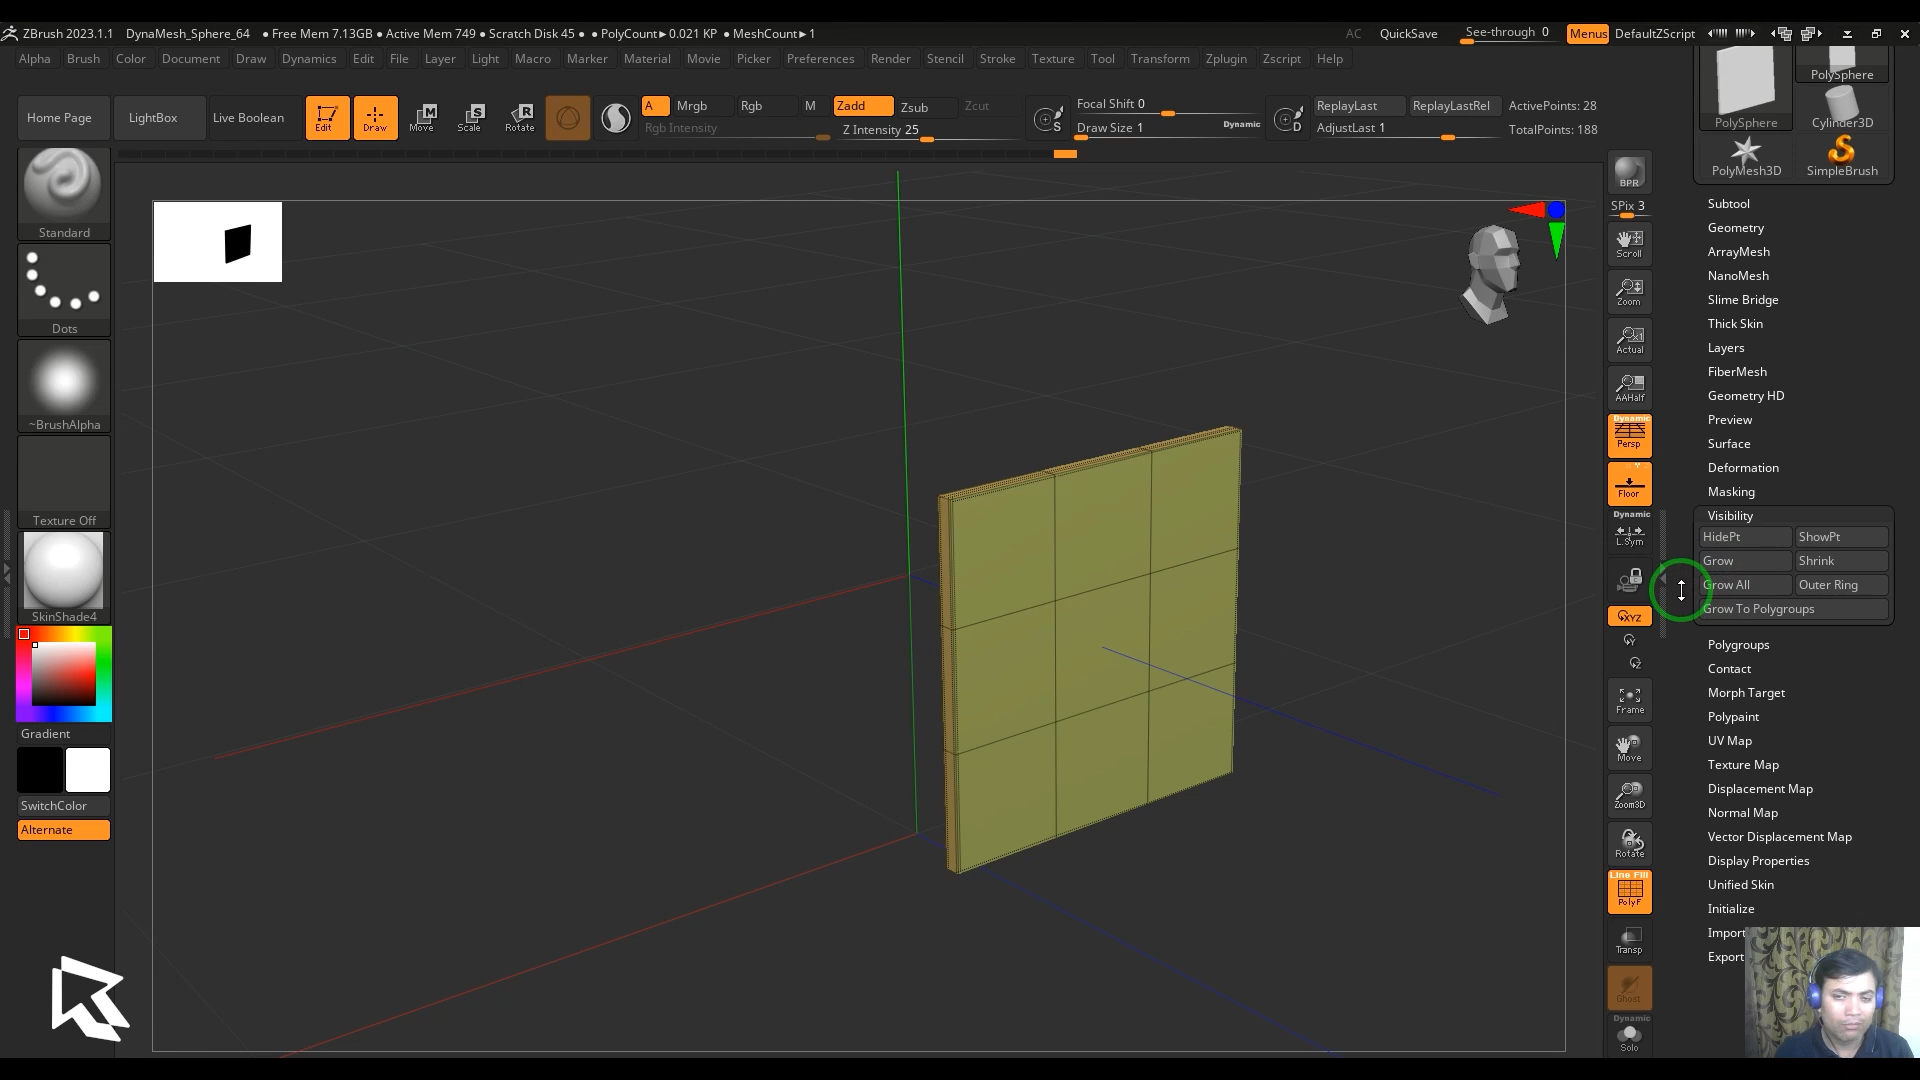 ZBrush 2023.1.1 DynaMesh_Sphere_64 ● Free Mem 7.13GB ● Active Mem 749 ● Scratch Disk 45 ● ● PolyCount►0.021 KP ● MeshCount►1 AC QuickSave See-through 0 Menus DefaultZScript
Alpha Brush Color Document Draw Dynamics Edit File Layer Light Macro Marker Material Movie Picker Preferences Render Stencil Stroke Texture Tool Transform Zplugin Zscript Help
Home Page LightBox Live Boolean Edit Draw Move Scale Rotate
A Mrgb Rgb M Zadd Zsub Zcut
Rgb Intensity Z Intensity 25
S
Focal Shift 0
Draw Size 1 Dynamic
D
ReplayLast ReplayLastRel ActivePoints: 28
AdjustLast 1 TotalPoints: 188
Standard
Dots
~BrushAlpha
Texture Off
SkinShade4
Gradient
SwitchColor
Alternate
BPR
SPix 3
Scroll
Zoom
Actual
AAHalf
Dynamic
Persp
Floor
Dynamic
L.Sym
XYZ
Y
Z
Frame
Move
Zoom3D
Rotate
Line Fill
PolyF
Transp
Ghost
Dynamic
Solo
PolySphere
PolySphere
Cylinder3D
PolyMesh3D SimpleBrush
Subtool
Geometry
ArrayMesh
NanoMesh
Slime Bridge
Thick Skin
Layers
FiberMesh
Geometry HD
Preview
Surface
Deformation
Masking
Visibility
HidePt ShowPt
Grow Shrink
Grow All Outer Ring
Grow To Polygroups
Polygroups
Contact
Morph Target
Polypaint
UV Map
Texture Map
Displacement Map
Normal Map
Vector Displacement Map
Display Properties
Unified Skin
Initialize
Import
Export